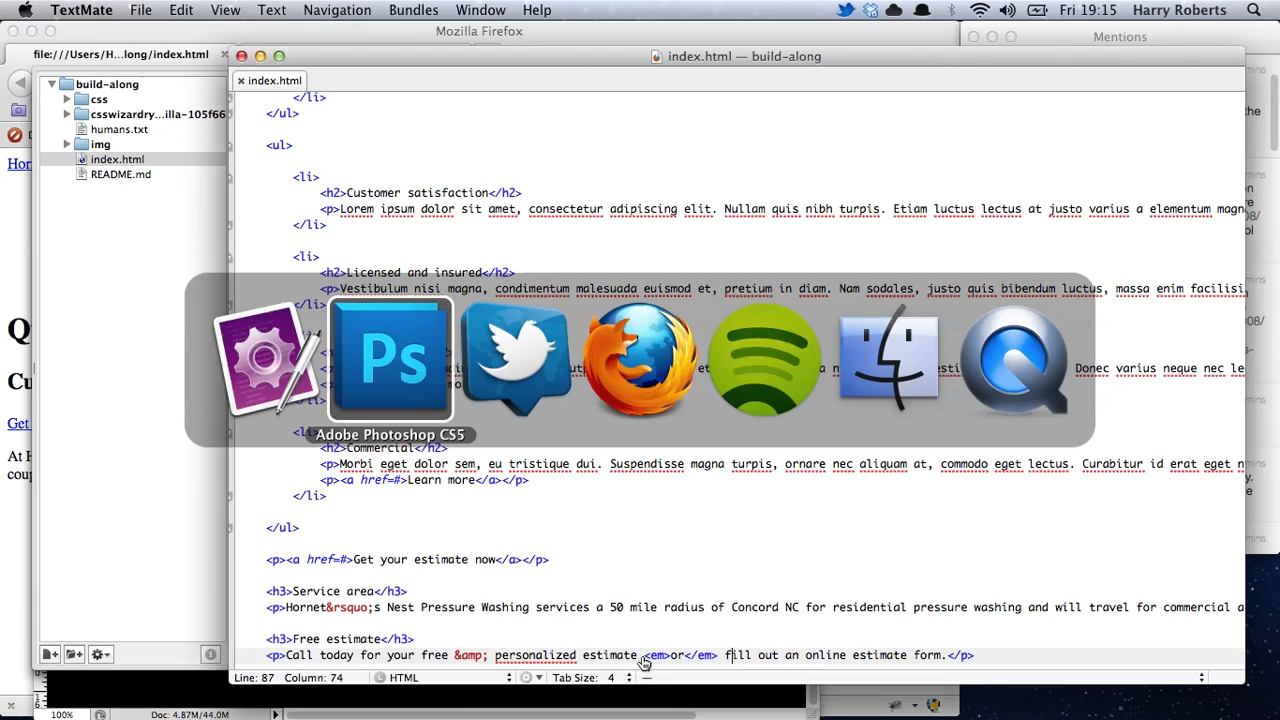 TextMate File Edit View Text Navigation Bundles Window Help Fri 19:15 Harry Roberts
Mozilla Firefox
Mentions
file:///Users/H...long/index.html
index.html — build-along
build-along
css
csswizardry...illa-105f66
humans.txt
img
index.html
README.md
index.html
</li>
</ul>
<ul>
<li>
<h2>Customer satisfaction</h2>
<p>Lorem ipsum dolor sit amet, consectetur adipiscing elit. Nullam quis nibh turpis. Etiam luctus lectus at justo varius a elementum magn
</li>
<li>
<h2>Licensed and insured</h2>
<p>Vestibulum nisi magna, condimentum malesuada euismod et, pretium in diam. Nam sodales, justo quis bibendum luctus, massa enim facilisi
Ps
Adobe Photoshop CS5
Donec varius neque nec le
<h2>Commercial</h2>
<p>Morbi eget dolor sem, eu tristique dui. Suspendisse magna turpis, ornare nec aliquam at, commodo eget lectus. Curabitur id erat eget n
<p><a href=#>Learn more</a></p>
</li>
</ul>
<p><a href=#>Get your estimate now</a></p>
<h3>Service area</h3>
<p>Hornet&rsquo;s Nest Pressure Washing services a 50 mile radius of Concord NC for residential pressure washing and will travel for commercial a
<h3>Free estimate</h3>
<p>Call today for your free &amp; personalized estimate <em>or</em> fill out an online estimate form.</p>
Line: 87 Column: 74 HTML Tab Size: 4 —
100% Doc: 4.87M/44.0M